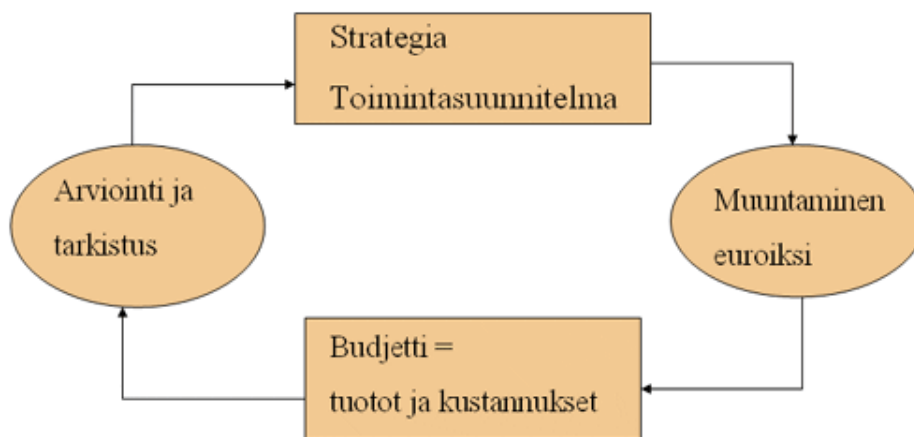 Strategia
Toimintasuunnitelma
Arviointi ja
tarkistus
Muuntaminen
euroiksi
Budjetti =
tuotot ja kustannukset